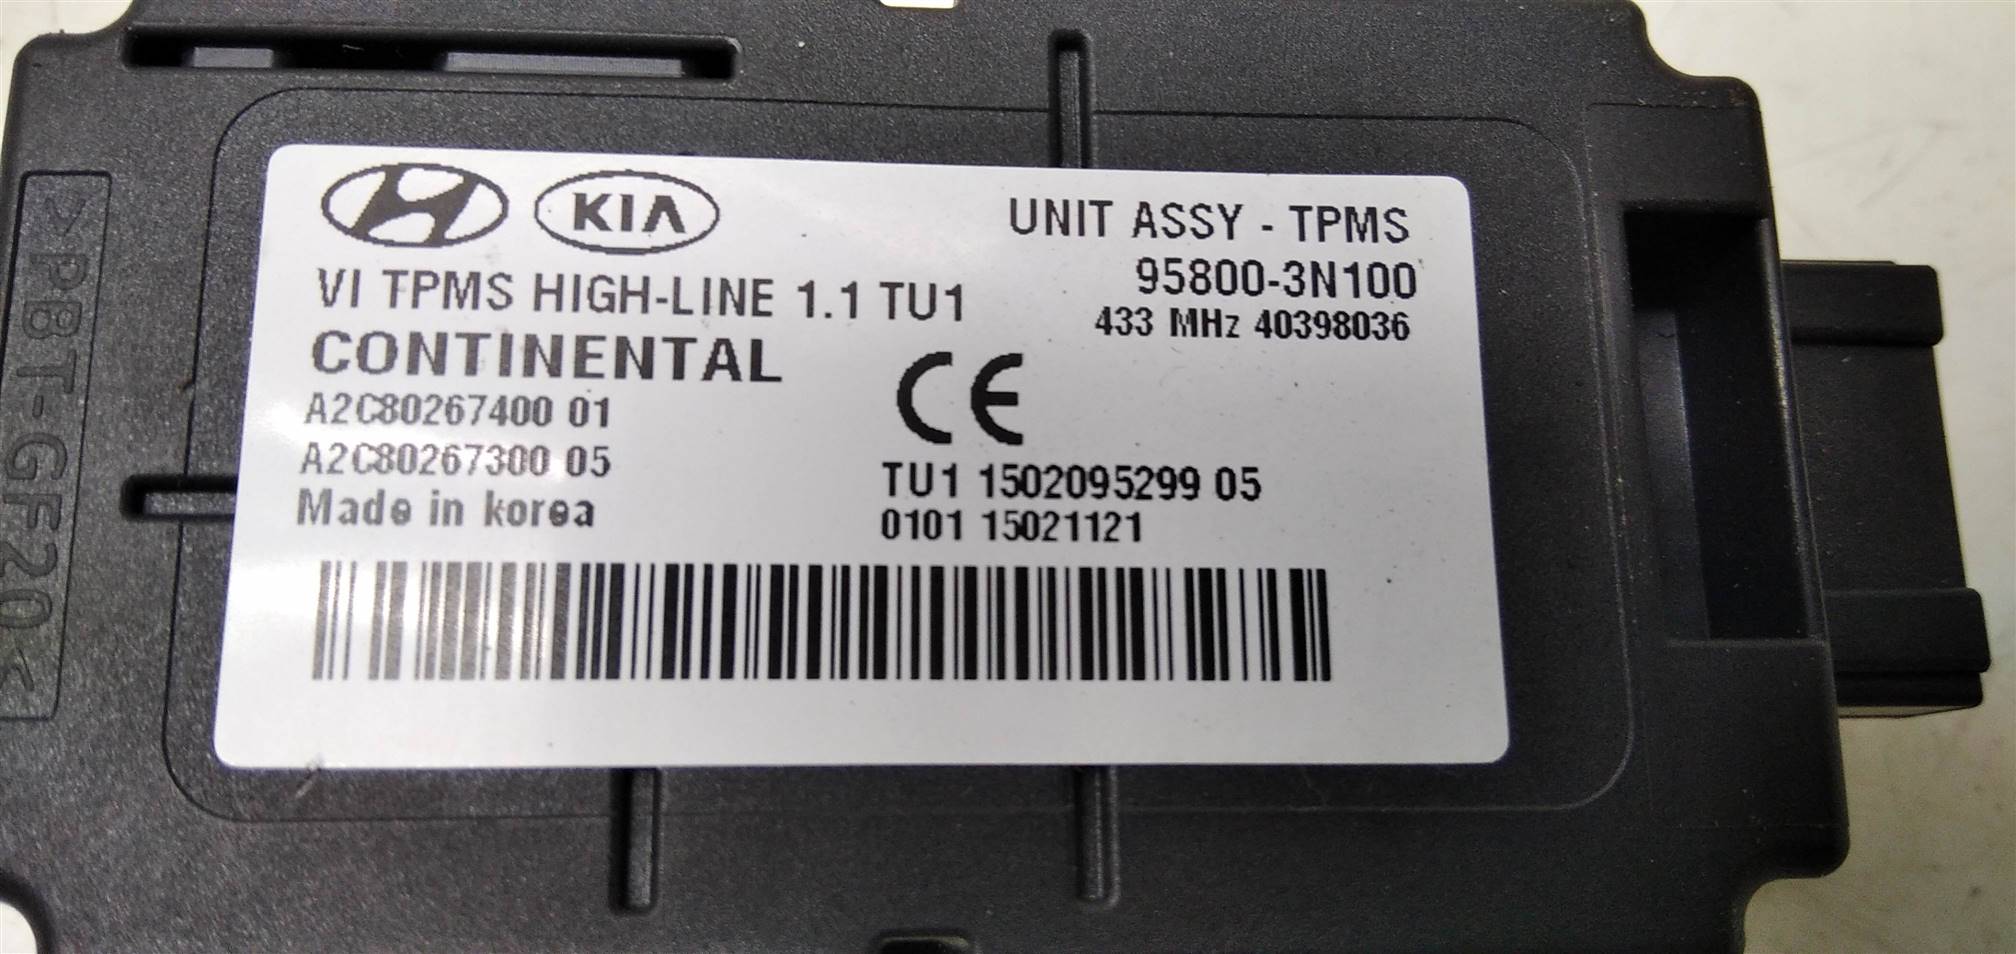 KIA
UNIT ASSY - TPMS
95800-3N100
433 MHz 40398036
VI TPMS HIGH-LINE 1.1 TU1
CONTINENTAL
A2C80267400 01
A2C80267300 05
Made in korea
CE
TU1 1502095299 05
0101 15021121
>PBT-GF20<